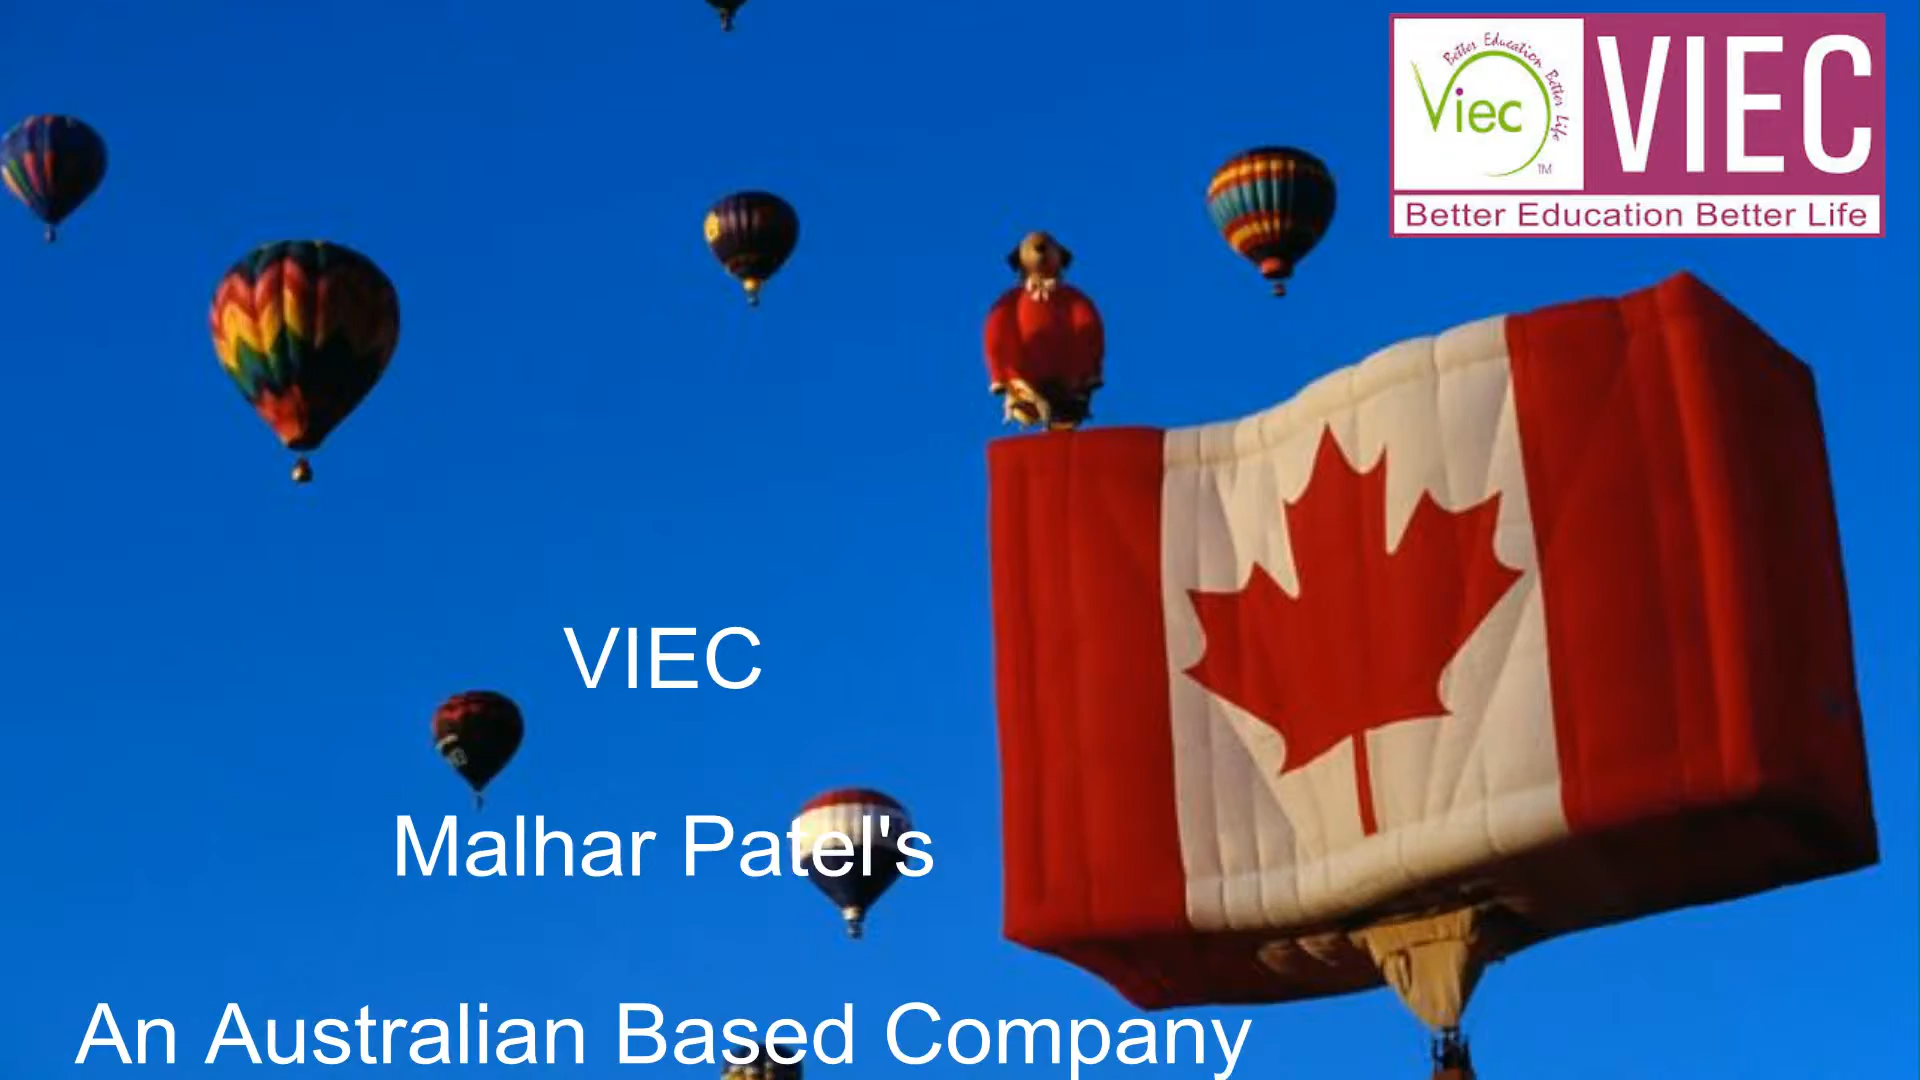 Better Education Better Life
Viec
TM
VIEC
Better Education Better Life
VIEC
Malhar Patel's
An Australian Based Company